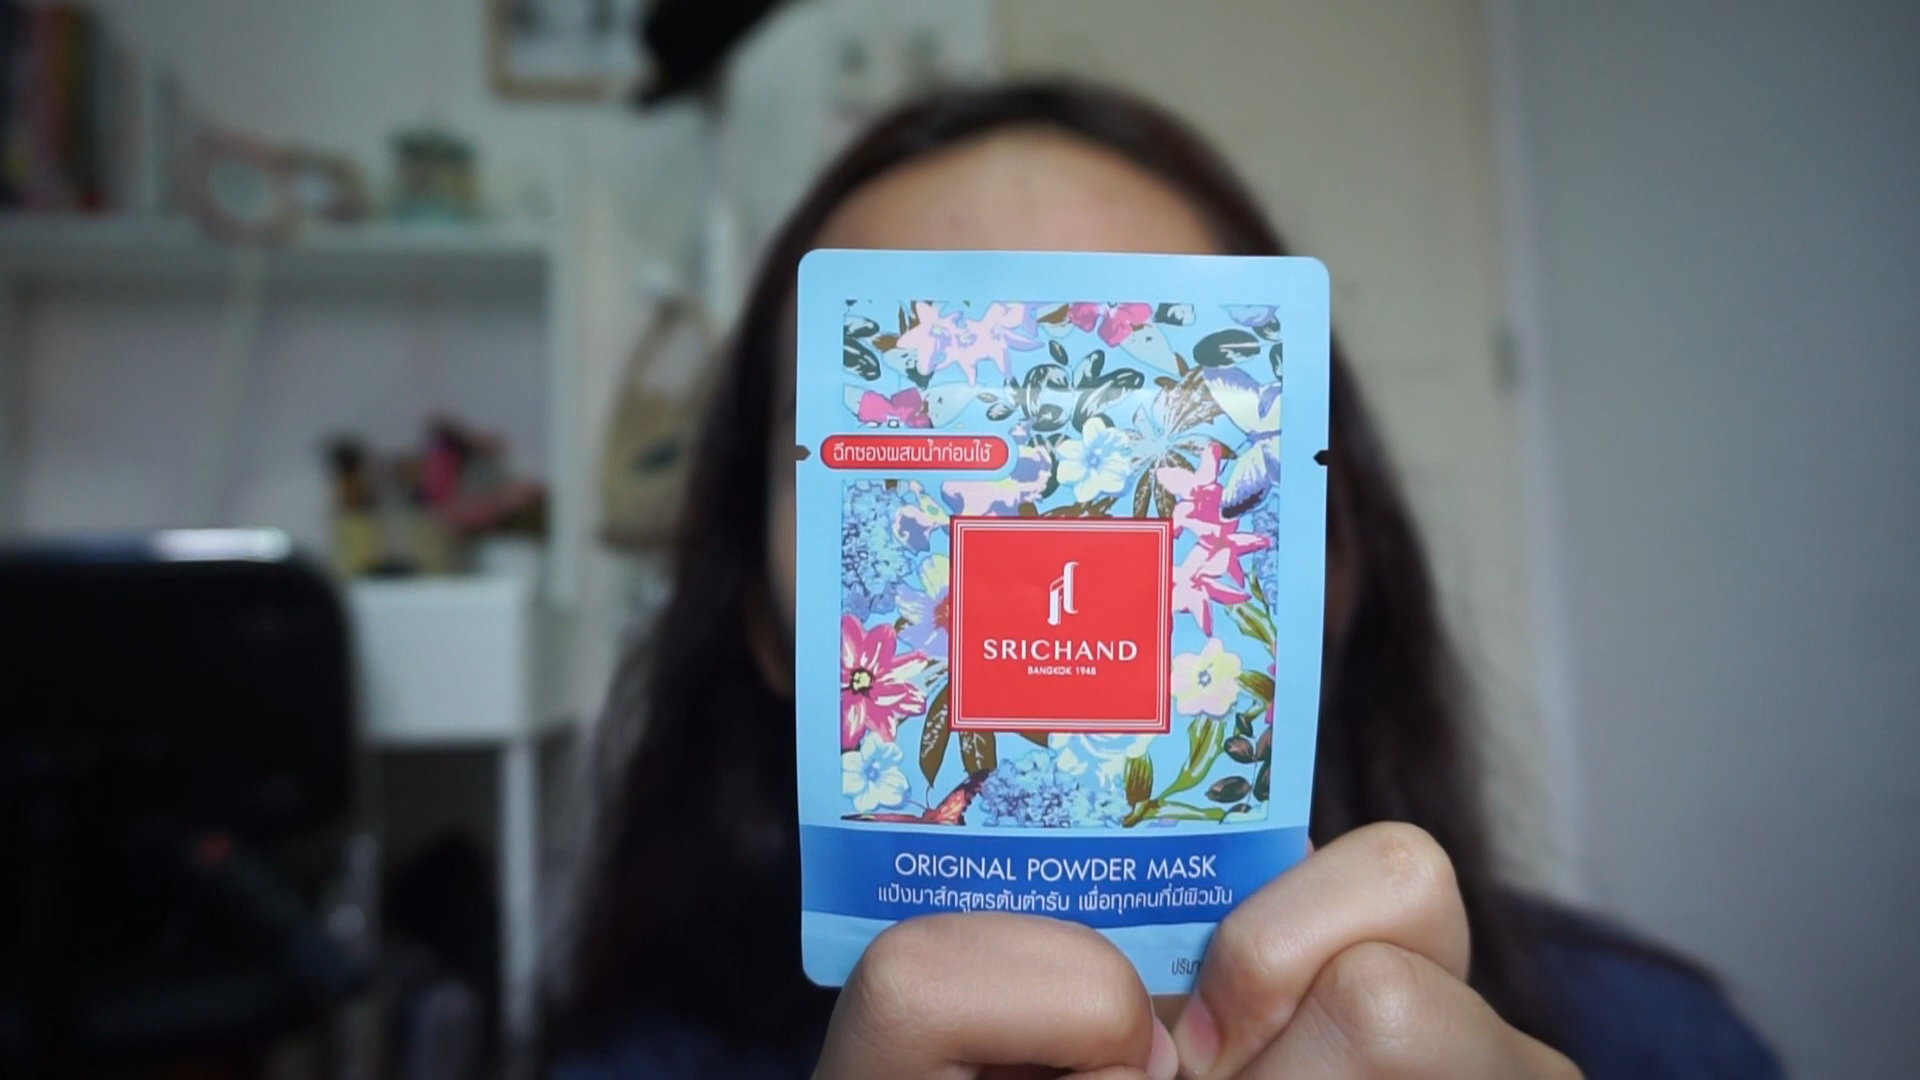 ฉีกซองผสมน้ำก่อนใช้
SRICHAND
BANGKOK 1948
ORIGINAL POWDER MASK
แป้งมาส์กสูตรต้นตำรับ เพื่อทุกคนที่มีผิวมัน